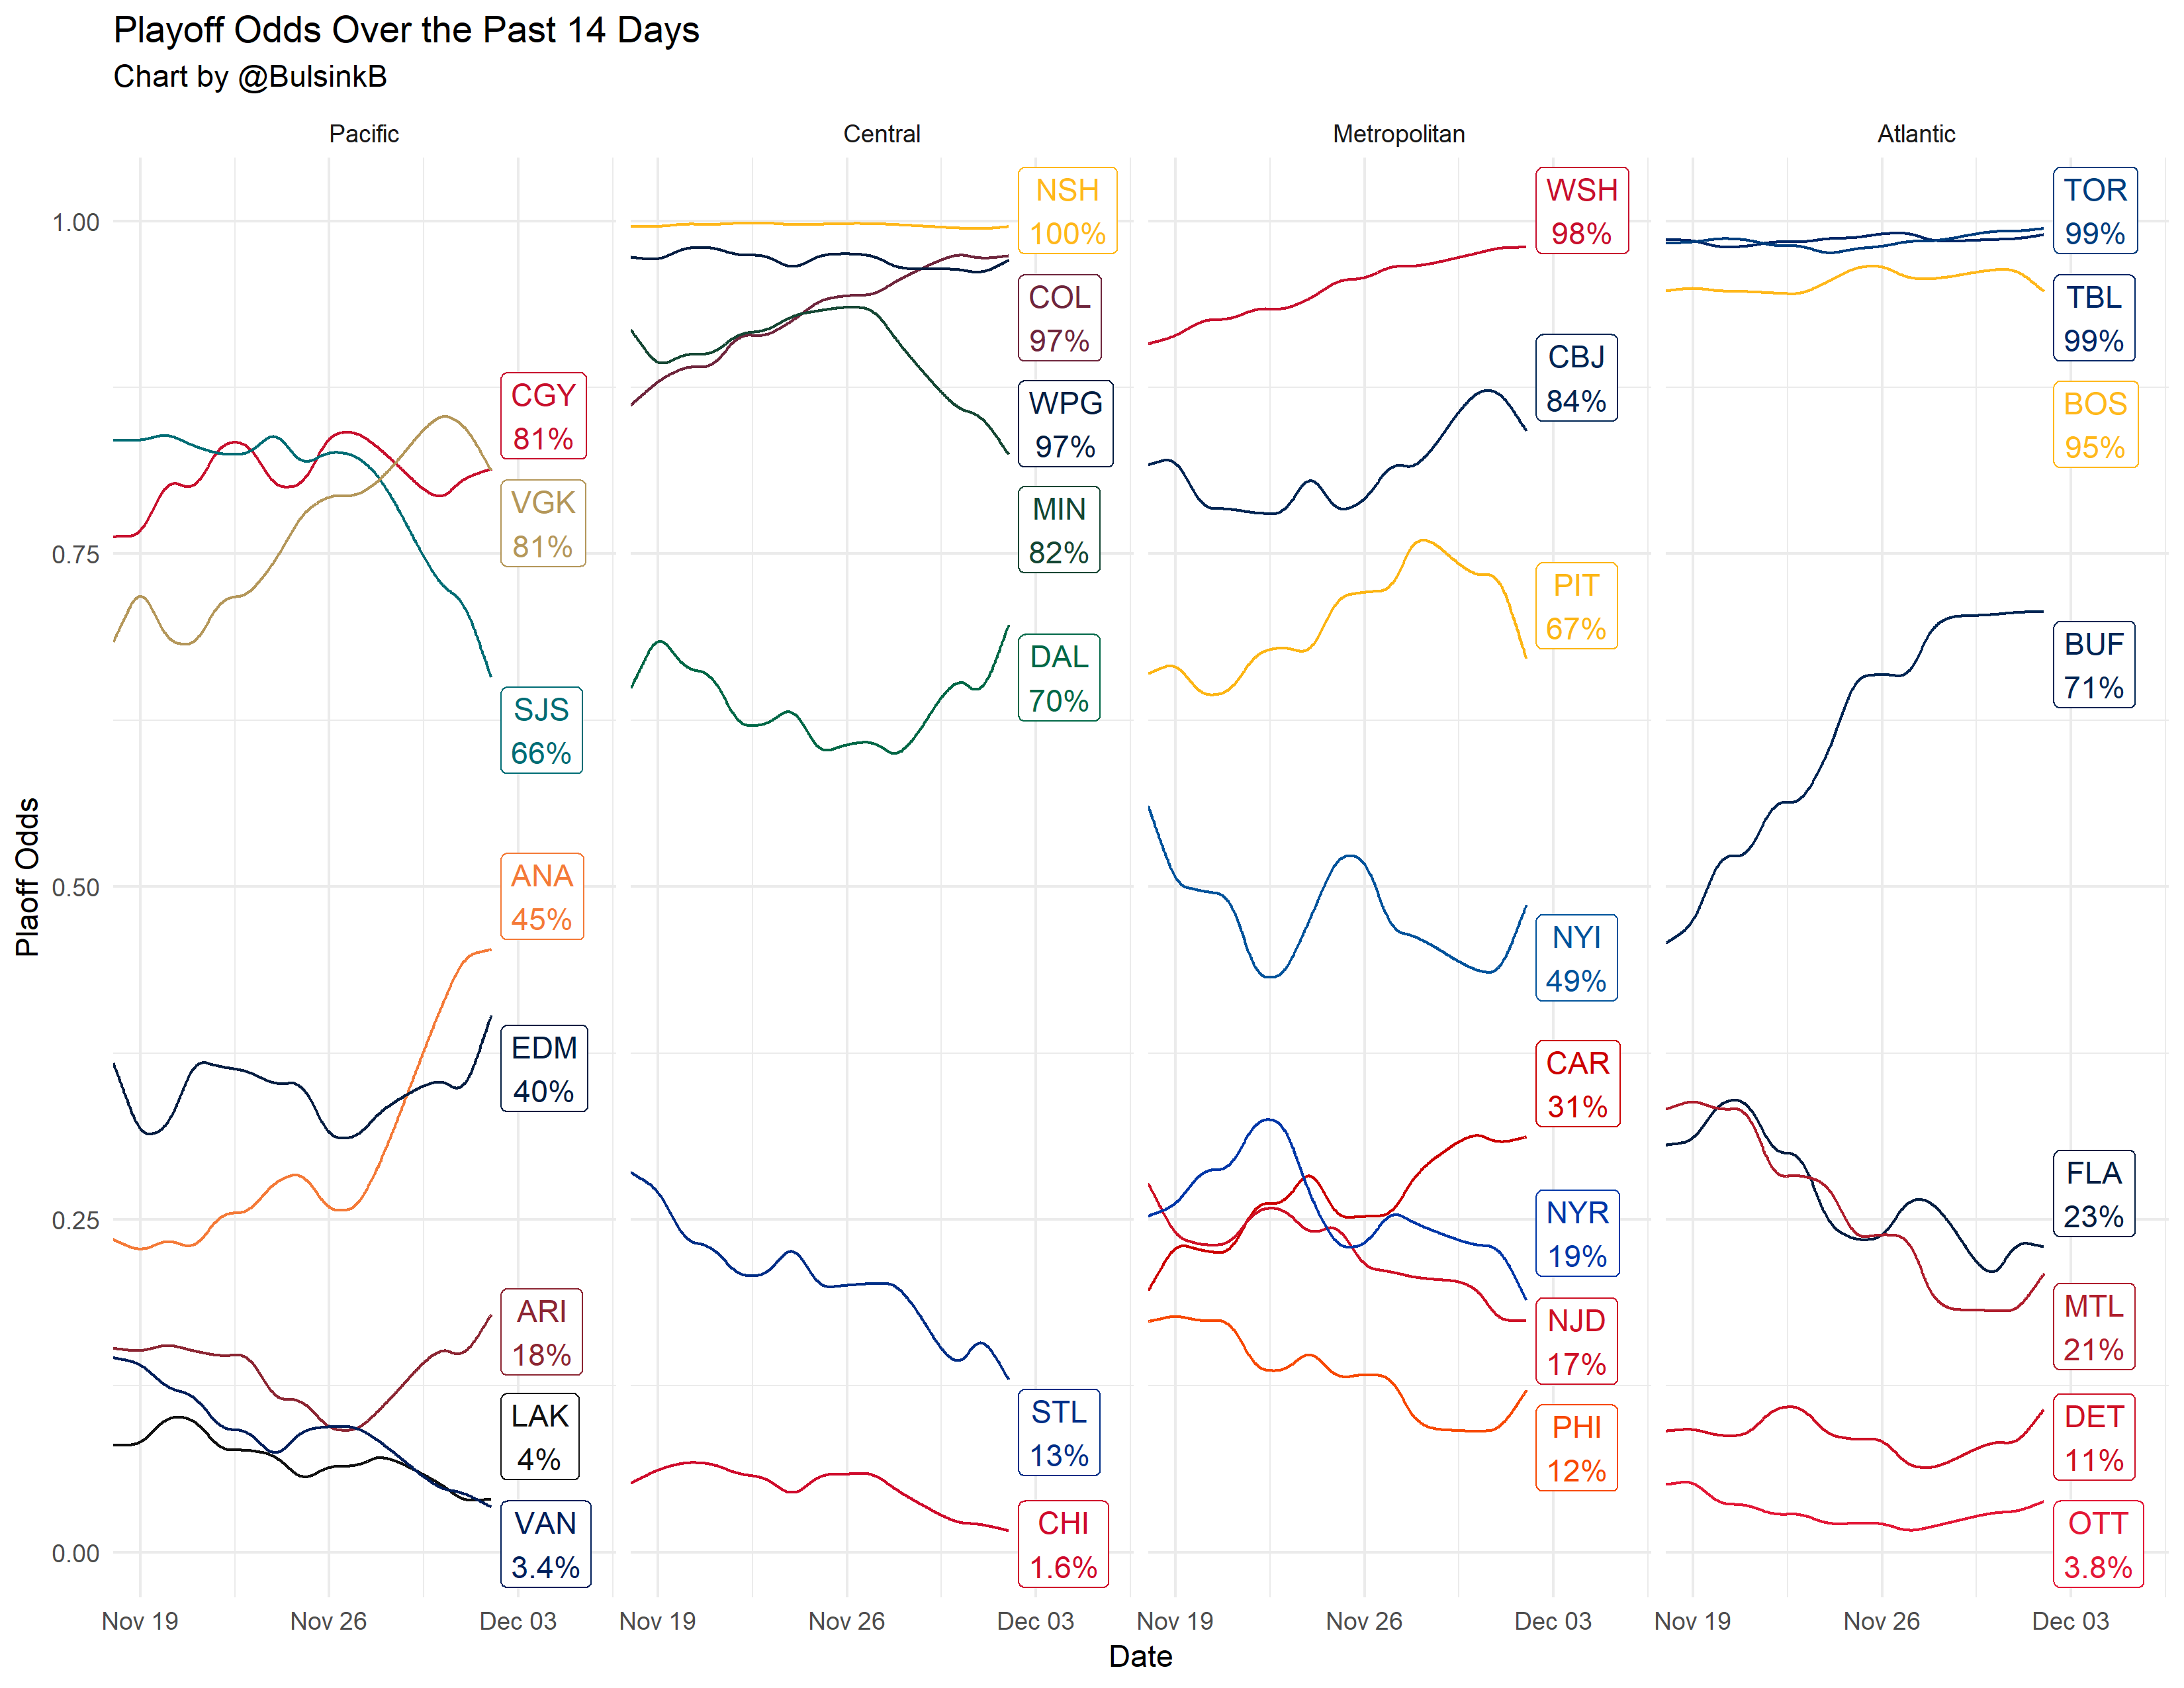 Playoff Odds Over the Past 14 Days
Chart by @BulsinkB
Pacific
Central
Metropolitan
Atlantic
Plaoff Odds
1.00
0.75
0.50
0.25
0.00
CGY
81%
VGK
81%
SJS
66%
ANA
45%
EDM
40%
ARI
18%
LAK
4%
VAN
3.4%
NSH
100%
COL
97%
WPG
97%
MIN
82%
DAL
70%
STL
13%
CHI
1.6%
WSH
98%
CBJ
84%
PIT
67%
NYI
49%
CAR
31%
NYR
19%
NJD
17%
PHI
12%
TOR
99%
TBL
99%
BOS
95%
BUF
71%
FLA
23%
MTL
21%
DET
11%
OTT
3.8%
Nov 19 Nov 26 Dec 03
Nov 19 Nov 26 Dec 03
Nov 19 Nov 26 Dec 03
Nov 19 Nov 26 Dec 03
Date